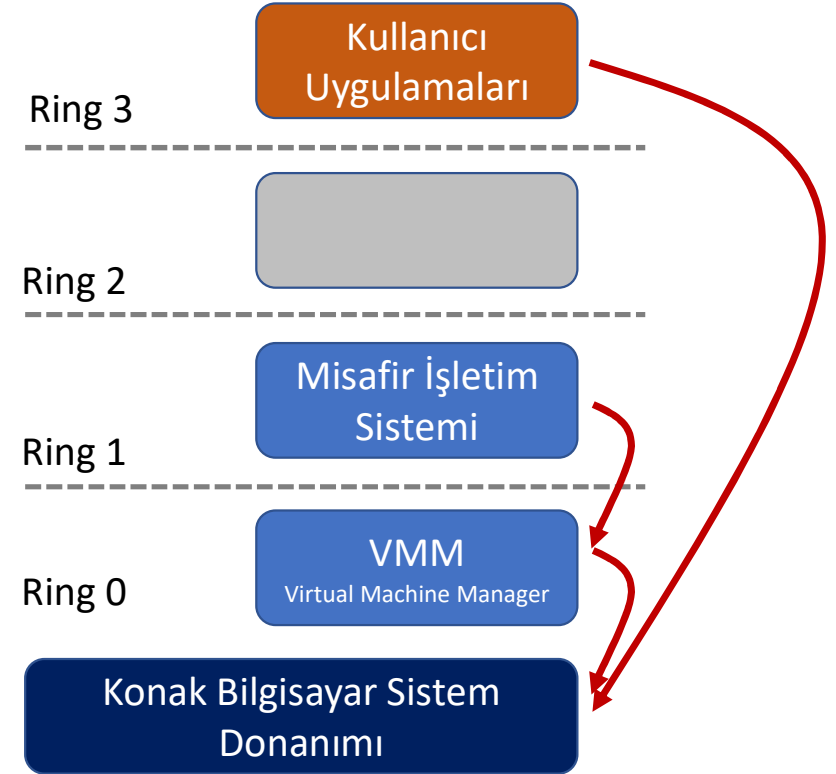 Kullanıcı
Uygulamaları
Ring 3
Ring 2
Misafir İşletim
Sistemi
Ring 1
VMM
Virtual Machine Manager
Ring 0
Konak Bilgisayar Sistem
Donanımı